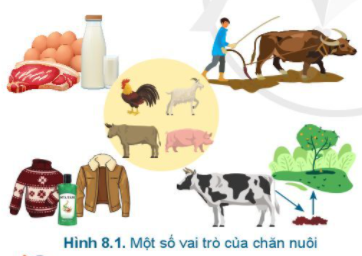 Hình 8.1. Một số vai trò của chăn nuôi